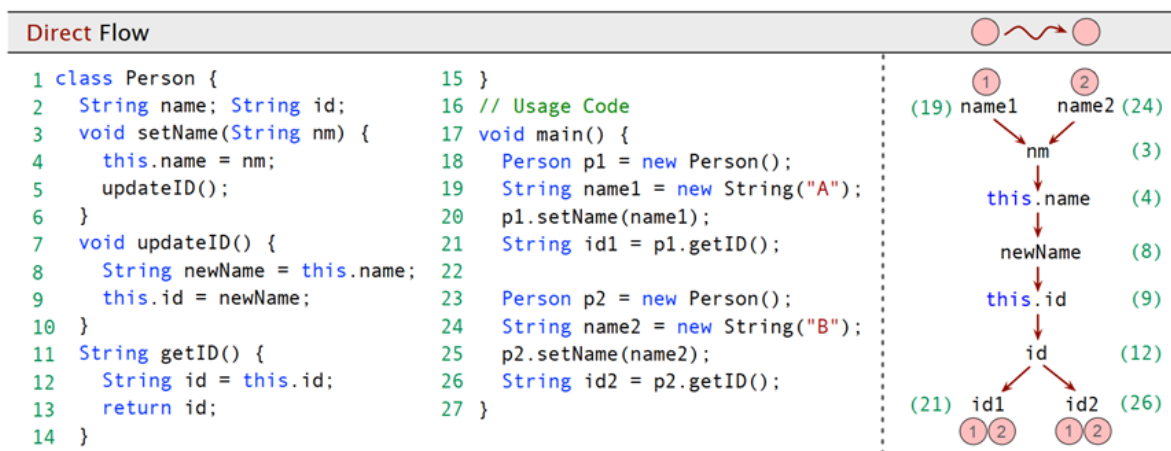 Direct Flow
1 class Person {
2 String name; String id;
3 void setName(String nm) {
4 this.name = nm;
5 updateID();
6 }
7 void updateID() {
8 String newName = this.name;
9 this.id = newName;
10 }
11 String getID() {
12 String id = this.id;
13 return id;
14 }
15 }
16 // Usage Code
17 void main() {
18 Person p1 = new Person();
19 String name1 = new String("A");
20 p1.setName(name1);
21 String id1 = p1.getID();
22
23 Person p2 = new Person();
24 String name2 = new String("B");
25 p2.setName(name2);
26 String id2 = p2.getID();
27 }
1 2
(19) name1 name2 (24)
nm (3)
this.name (4)
newName (8)
this.id (9)
id (12)
(21) id1 id2 (26)
1 2 1 2